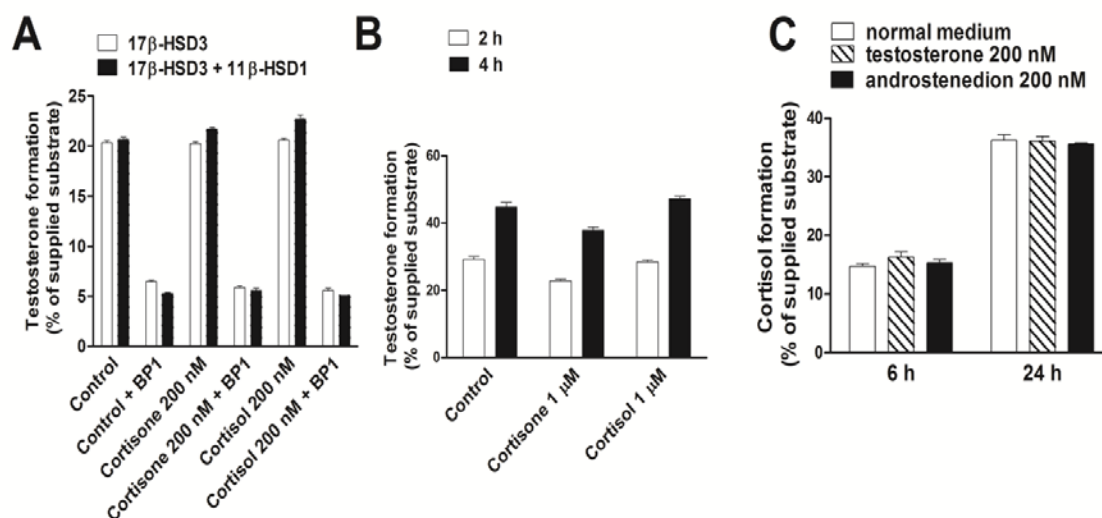 A
17β-HSD3
17β-HSD3 + 11β-HSD1
Testosterone formation
(% of supplied substrate)
25
20
15
10
5
0
Control
Control + BP1
Cortisone 200 nM
Cortisone 200 nM + BP1
Cortisol 200 nM
Cortisol 200 nM + BP1
B
2 h
4 h
Testosterone formation
(% of supplied substrate)
60
40
20
0
Control
Cortisone 1 µM
Cortisol 1 µM
C
normal medium
testosterone 200 nM
androstenedion 200 nM
Cortisol formation
(% of supplied substrate)
40
30
20
10
0
6 h
24 h